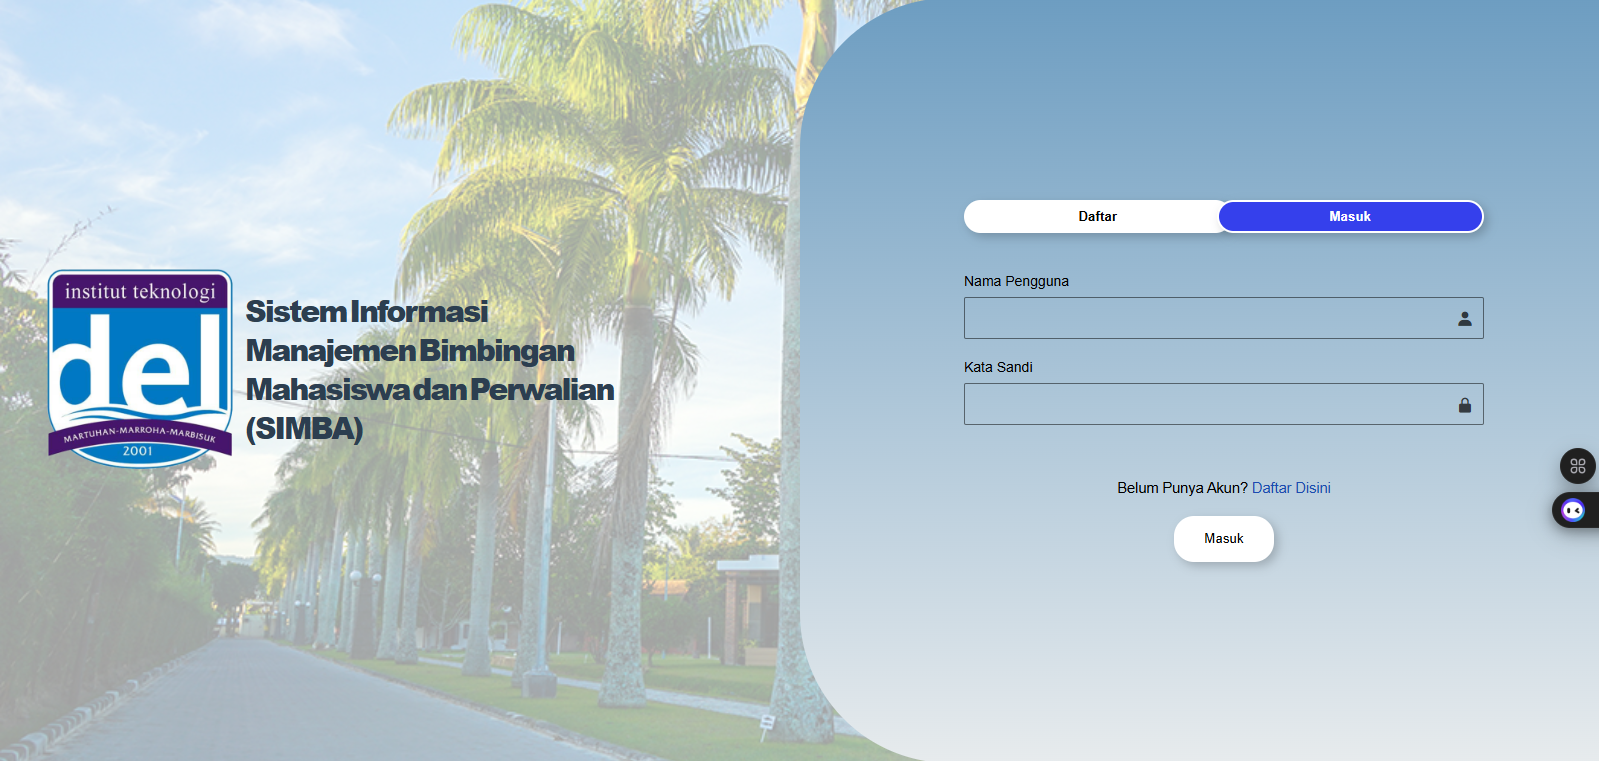 institut teknologi
del
MARTUHAN-MARROHA-MARBISUK
2001
Sistem Informasi
Manajemen Bimbingan
Mahasiswa dan Perwalian
(SIMBA)
Daftar
Masuk
Nama Pengguna
Kata Sandi
Belum Punya Akun? Daftar Disini
Masuk